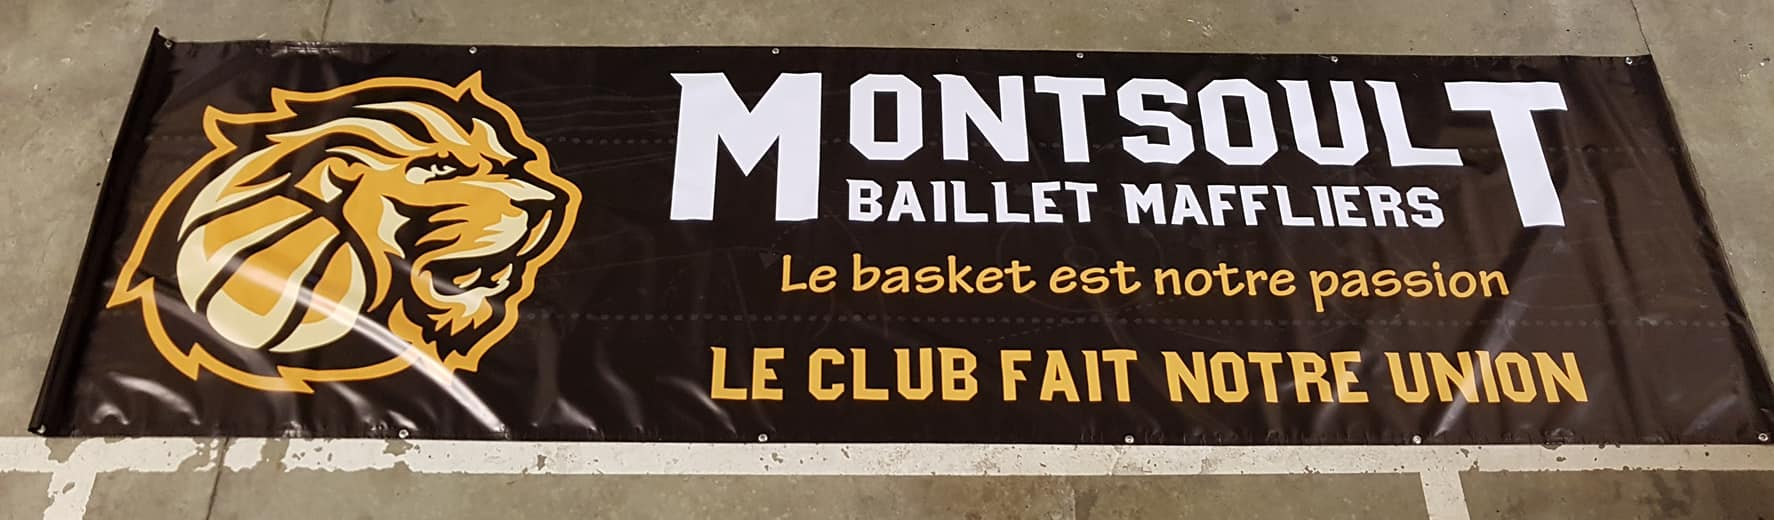 MONTSOULT
BAILLET MAFFLIERS
Le basket est notre passion
LE CLUB FAIT NOTRE UNION